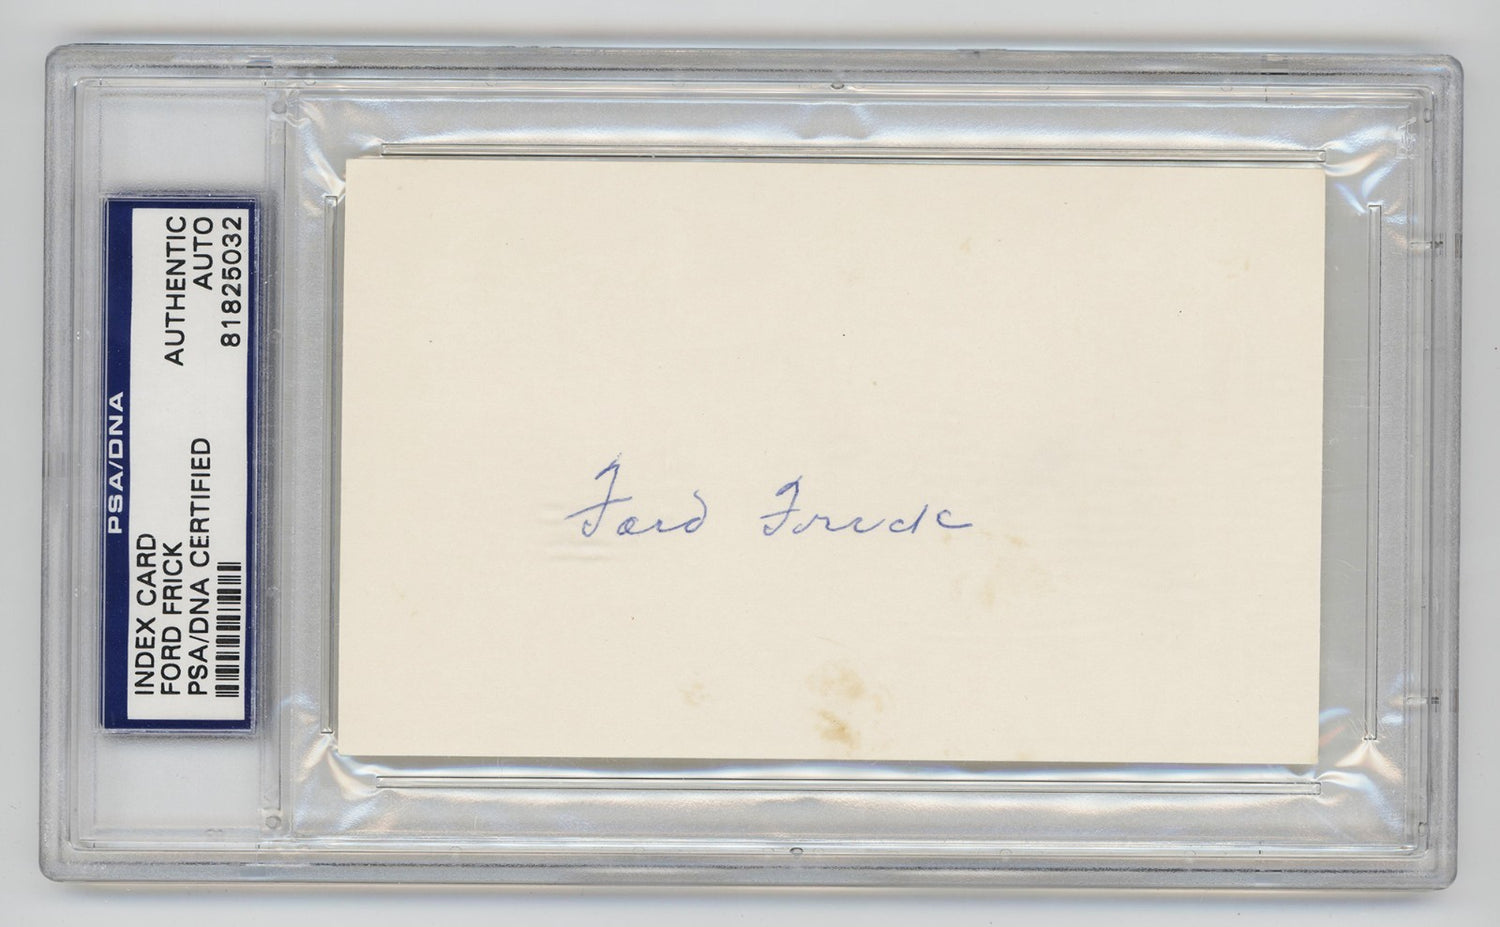 PSA/DNA
INDEX CARD AUTHENTIC
FORD FRICK AUTO
PSA/DNA CERTIFIED 81825032
Ford Frick